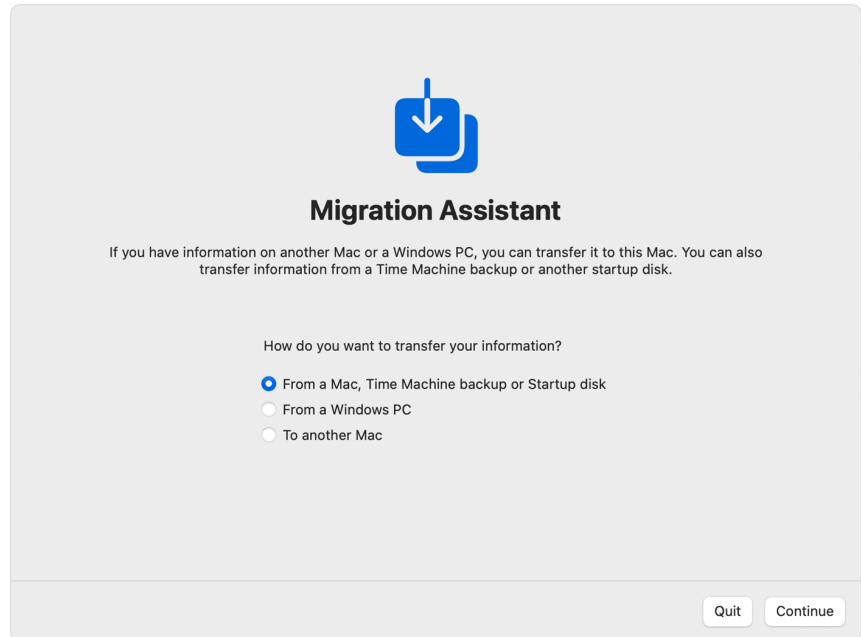 Migration Assistant
If you have information on another Mac or a Windows PC, you can transfer it to this Mac. You can also
transfer information from a Time Machine backup or another startup disk.
How do you want to transfer your information?
From a Mac, Time Machine backup or Startup disk
From a Windows PC
To another Mac
Quit
Continue